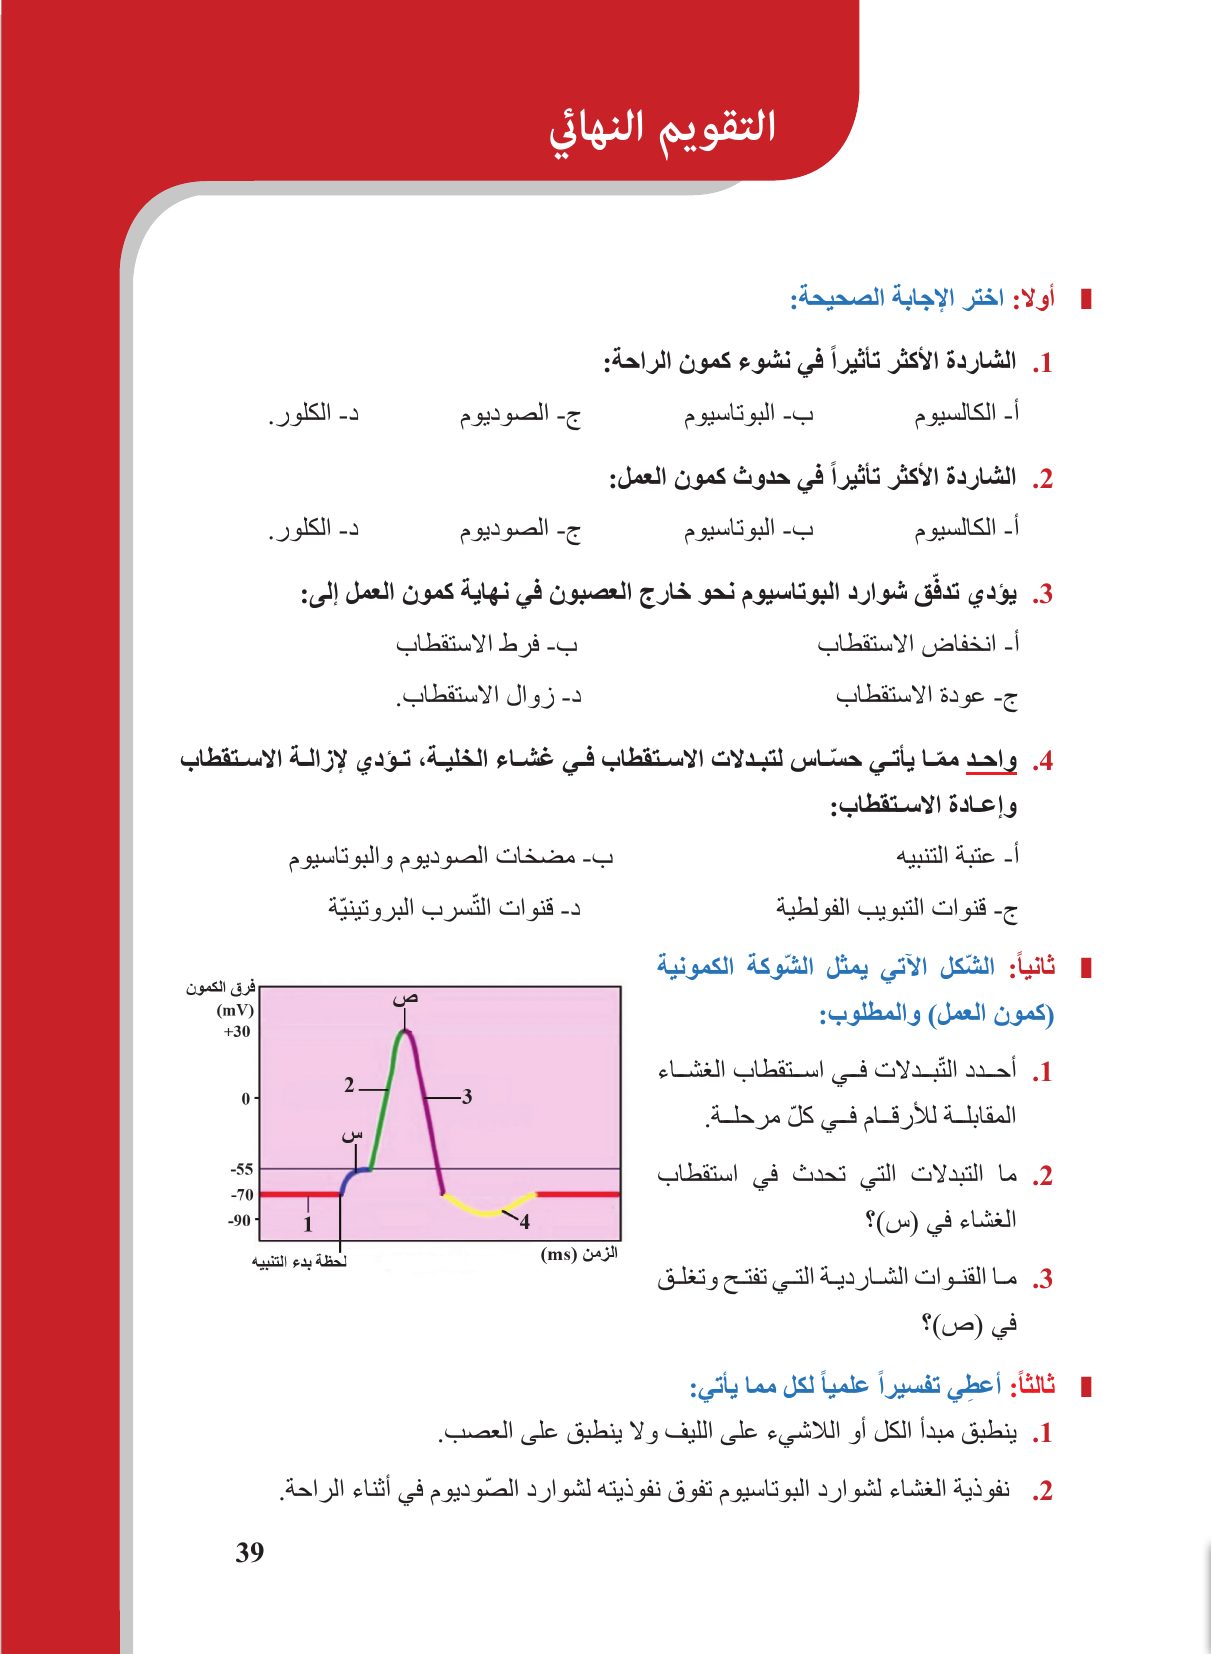 التقويم النهائي
أولا: اختر الإجابة الصحيحة:
1. الشاردة الأكثر تأثيراً في نشوء كمون الراحة:
أ- الكالسيوم ب- البوتاسيوم ج- الصوديوم د- الكلور.
2. الشاردة الأكثر تأثيراً في حدوث كمون العمل:
أ- الكالسيوم ب- البوتاسيوم ج- الصوديوم د- الكلور.
3. يؤدي تدفّق شوارد البوتاسيوم نحو خارج العصبون في نهاية كمون العمل إلى:
أ- انخفاض الاستقطاب ب- فرط الاستقطاب
ج- عودة الاستقطاب د- زوال الاستقطاب.
4. واحد ممّا يأتي حسّاس لتبدلات الاستقطاب في غشاء الخلية، تؤدي لإزالة الاستقطاب
وإعادة الاستقطاب:
أ- عتبة التنبيه ب- مضخات الصوديوم والبوتاسيوم
ج- قنوات التبويب الفولطية د- قنوات التّسرب البروتينيّة
ثانياً: الشّكل الآتي يمثل الشّوكة الكمونية
(كمون العمل) والمطلوب:
1. أحدد التّبدلات في استقطاب الغشاء
المقابلة للأرقام في كلّ مرحلة.
2. ما التبدلات التي تحدث في استقطاب
الغشاء في (س)؟
3. ما القنوات الشاردية التي تفتح وتغلق
في (ص)؟
فرق الكمون
(mV)
+30
0
-55
-70
-90
ص
2
3
س
1
4
لحظة بدء التنبيه
الزمن (ms)
ثالثاً: أعطِي تفسيراً علمياً لكل مما يأتي:
1. ينطبق مبدأ الكل أو اللاشيء على الليف ولا ينطبق على العصب.
2. نفوذية الغشاء لشوارد البوتاسيوم تفوق نفوذيته لشوارد الصّوديوم في أثناء الراحة.
39